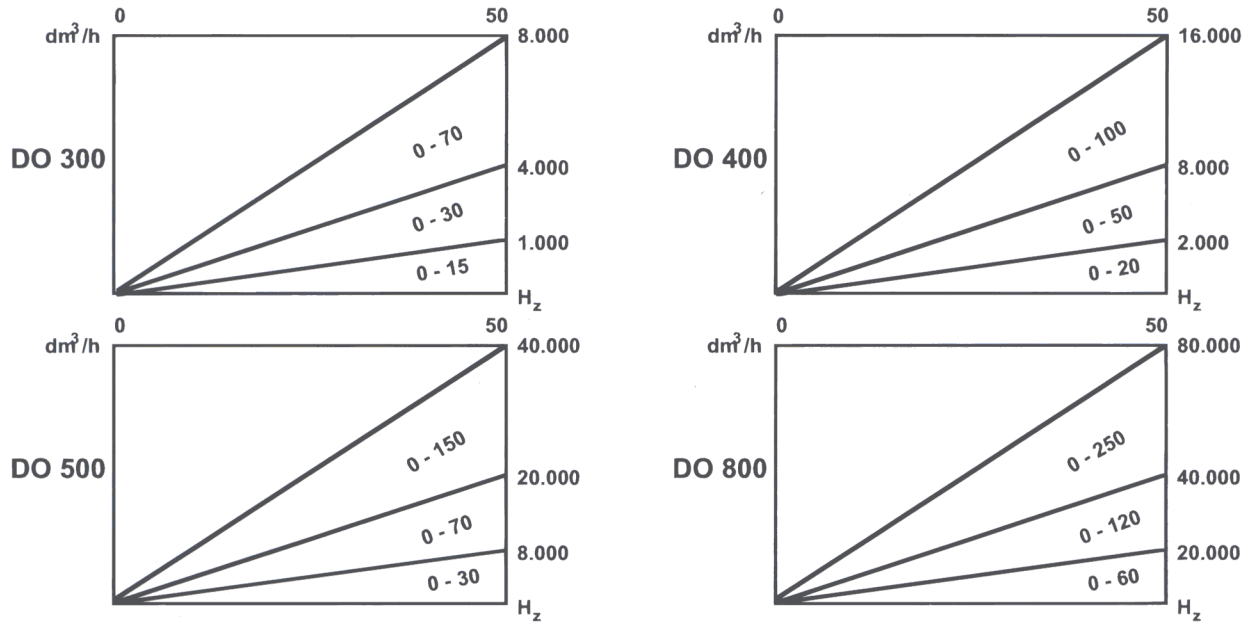 0 50
dm³/h 8.000
DO 300
0 - 70
4.000
0 - 30
1.000
0 - 15
Hz
0 50
dm³/h 16.000
DO 400
0 - 100
8.000
0 - 50
2.000
0 - 20
Hz
0 50
dm³/h 40.000
DO 500
0 - 150
20.000
0 - 70
8.000
0 - 30
Hz
0 50
dm³/h 80.000
DO 800
0 - 250
40.000
0 - 120
20.000
0 - 60
Hz